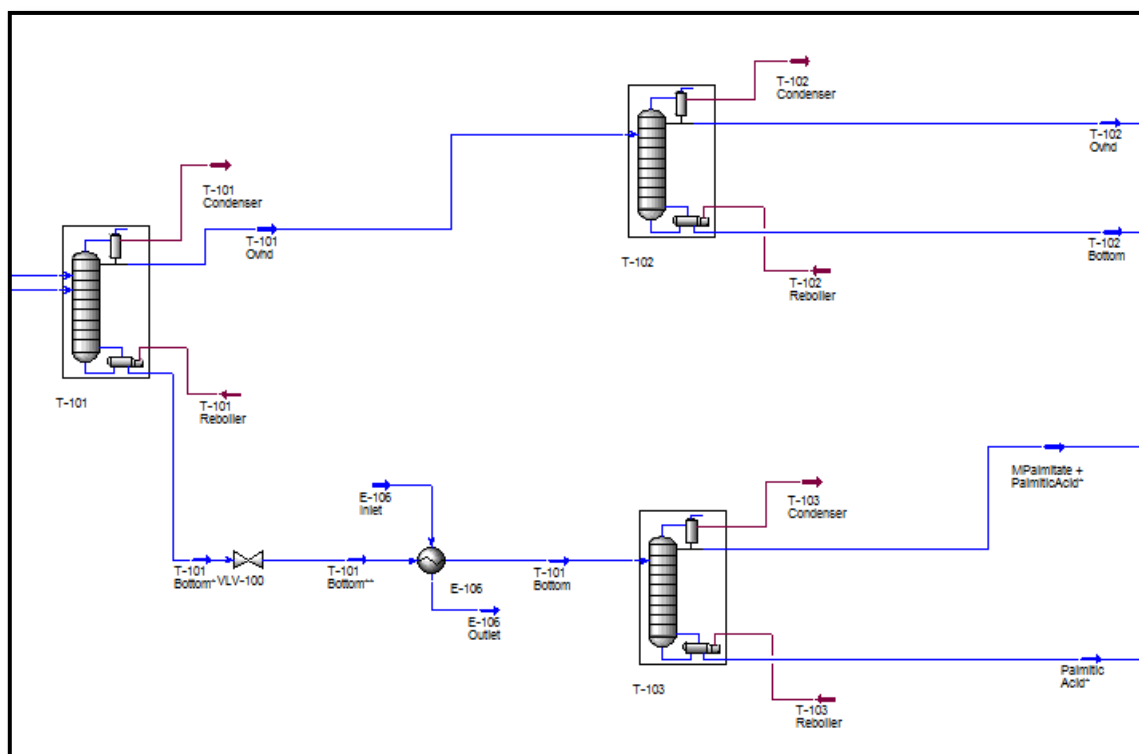 T-102
Condenser
T-102
Ovhd
T-101
Condenser
T-101
Ovhd
T-102
Bottom
T-102
T-102
Reboiler
T-101
T-101
Reboiler
MPalmitate +
PalmiticAcid*
E-106
Inlet
T-103
Condenser
T-101
Bottom*
VLV-100
T-101
Bottom**
E-106
T-101
Bottom
E-106
Outlet
Palmitic
Acid*
T-103
T-103
Reboiler